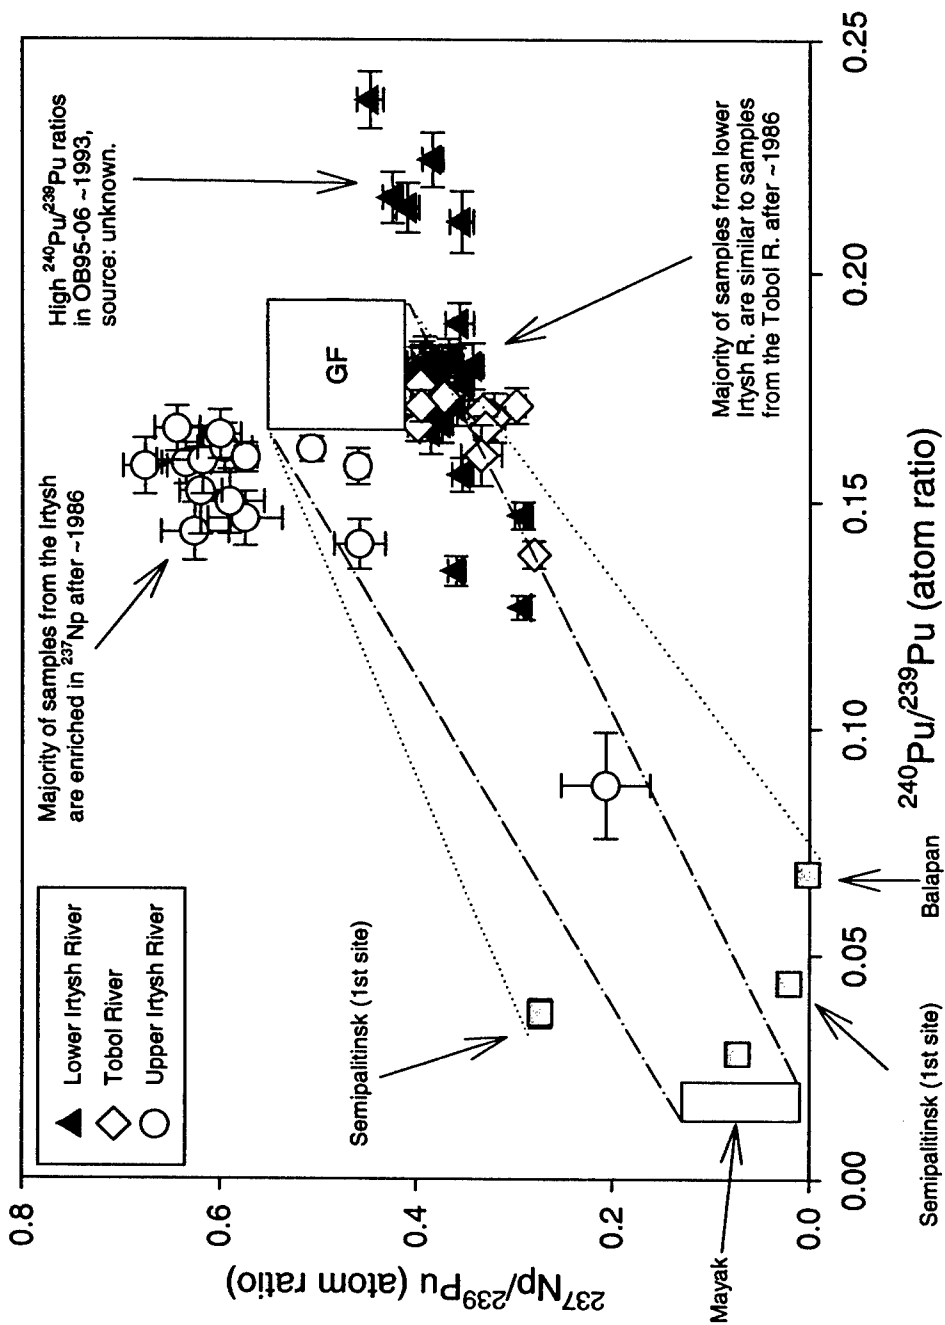 0.8
0.6
0.4
0.2
0.0
²³⁷Np/²³⁹Pu (atom ratio)
0.00
0.05
0.10
0.15
0.20
0.25
²⁴⁰Pu/²³⁹Pu (atom ratio)
Lower Irtysh River
Tobol River
Upper Irtysh River
Majority of samples from the Irtysh
are enriched in ²³⁷Np after ~1986
High ²⁴⁰Pu/²³⁹Pu ratios
in OB95-06 ~1993,
source: unknown.
GF
Majority of samples from lower
Irtysh R. are similar to samples
from the Tobol R. after ~1986
Semipalitinsk (1st site)
Mayak
Semipalitinsk (1st site)
Balapan